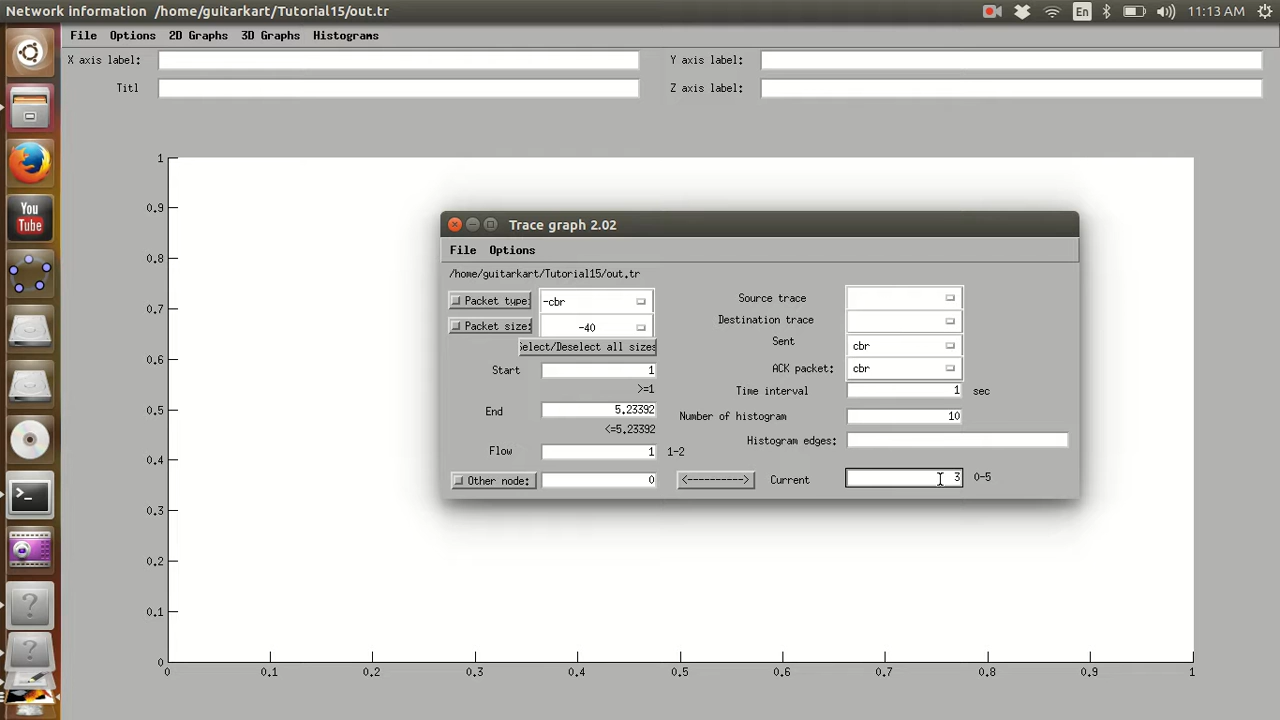 Network information /home/guitarkart/Tutorial15/out.tr
En
11:13 AM
File Options 2D Graphs 3D Graphs Histograms
X axis label:
Y axis label:
Titl
Z axis label:
You
Tube
1
0.9
0.8
0.7
0.6
0.5
0.4
0.3
0.2
0.1
0
0 0.1 0.2 0.3 0.4 0.5 0.6 0.7 0.8 0.9 1
Trace graph 2.02
File Options
/home/guitarkart/Tutorial15/out.tr
Packet type: -cbr
Packet size: -40
elect/Deselect all sizes
Start 1
>=1
End 5.23392
<=5.23392
Flow 1 1-2
Other node: 0
<---------->
Source trace
Destination trace
Sent cbr
ACK packet: cbr
Time interval 1 sec
Number of histogram 10
Histogram edges:
Current 3 0-5